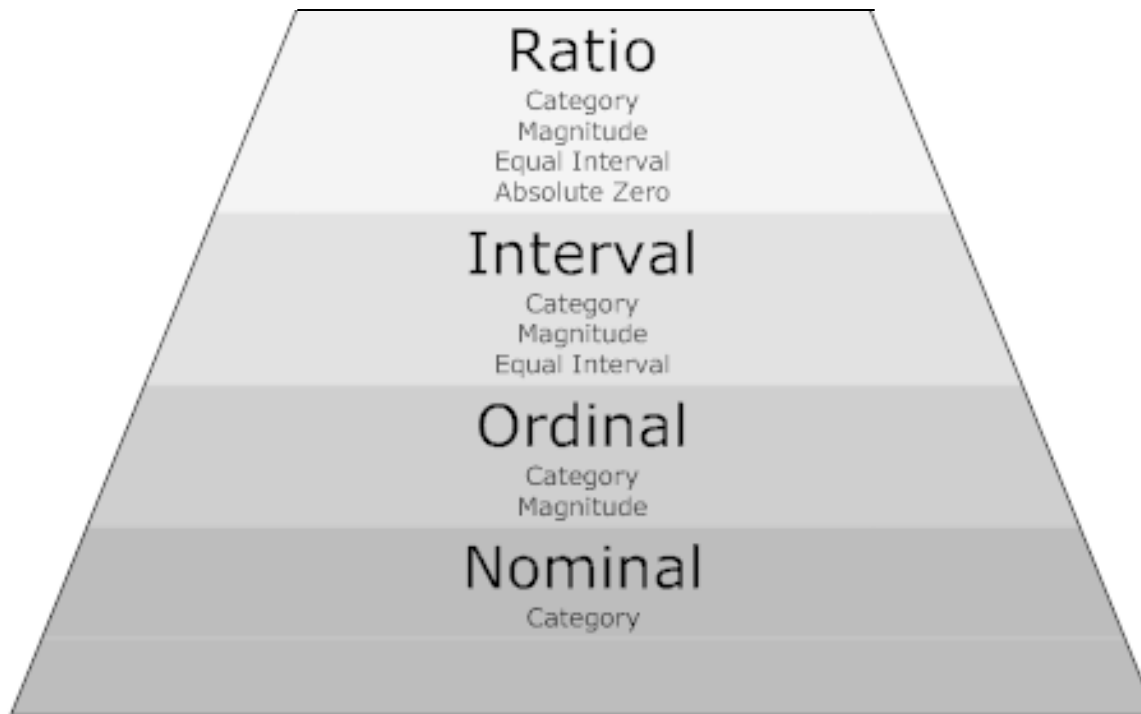 Ratio
Category
Magnitude
Equal Interval
Absolute Zero
Interval
Category
Magnitude
Equal Interval
Ordinal
Category
Magnitude
Nominal
Category